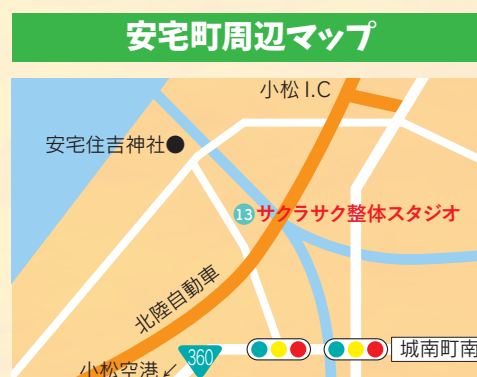 安宅町周辺マップ
小松 I.C
安宅住吉神社
13 サクラサク整体スタジオ
北陸自動車
360
城南町南
小松空港↙